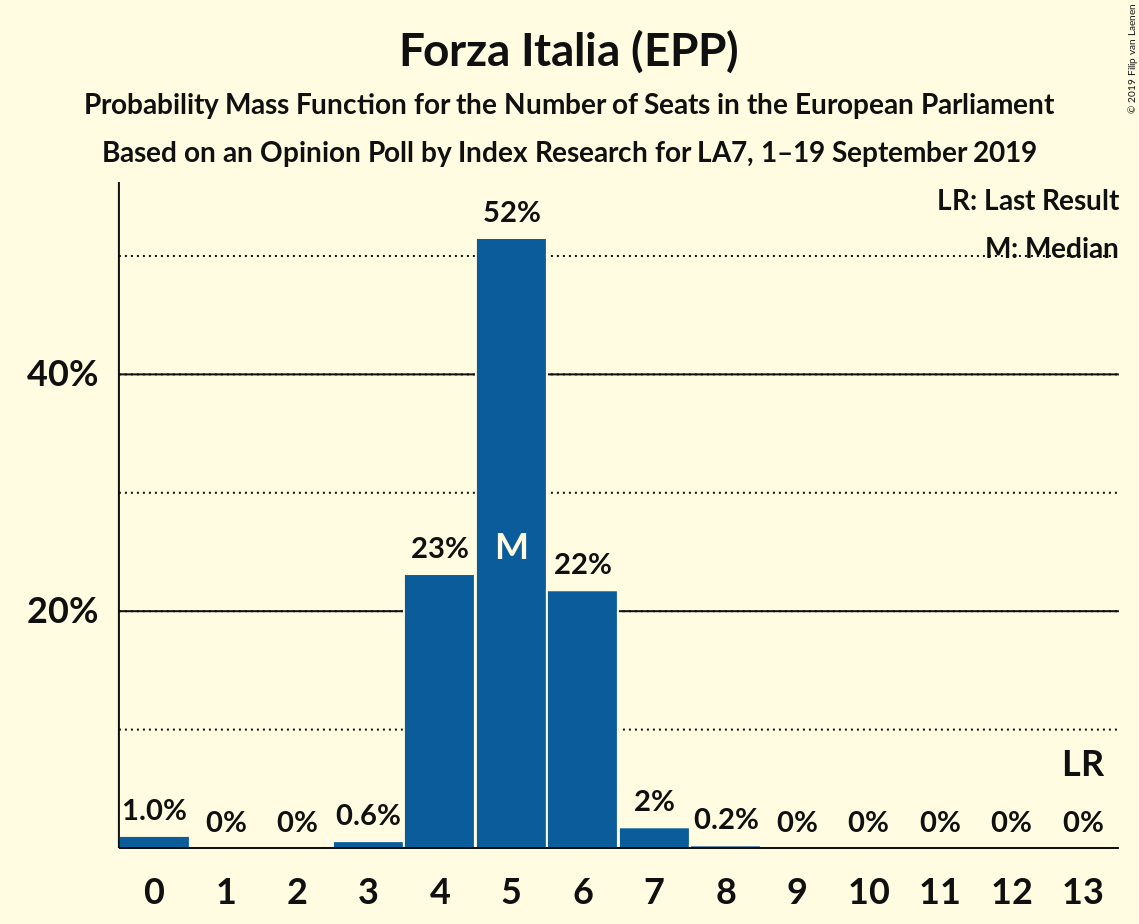 Forza Italia (EPP)
Probability Mass Function for the Number of Seats in the European Parliament
Based on an Opinion Poll by Index Research for LA7, 1–19 September 2019
© 2019 Filip van Laenen
LR: Last Result
M: Median
52%
40%
23%
M
22%
20%
LR
1.0%
0%
0%
0.6%
2%
0.2%
0%
0%
0%
0%
0%
0 1 2 3 4 5 6 7 8 9 10 11 12 13